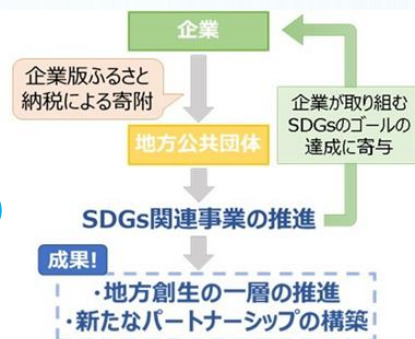 企業
企業版ふるさと
納税による寄附
企業が取り組む
SDGsのゴールの
達成に寄与
地方公共団体
SDGs関連事業の推進
成果!
・地方創生の一層の推進
・新たなパートナーシップの構築